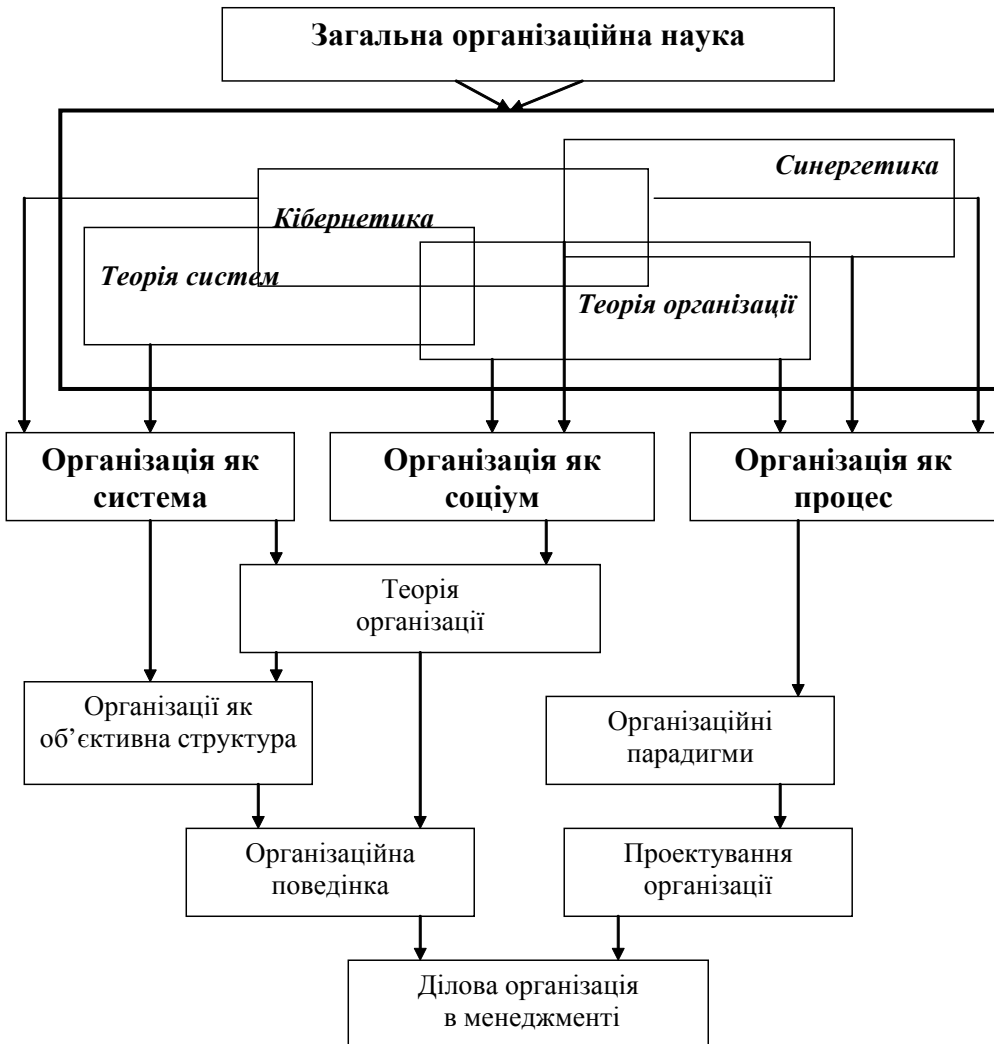 Загальна організаційна наука
Синергетика
Кібернетика
Теорія систем
Теорія організації
Організація як
система
Організація як
соціум
Організація як
процес
Теорія
організації
Організації як
об’єктивна структура
Організаційні
парадигми
Організаційна
поведінка
Проектування
організації
Ділова організація
в менеджменті